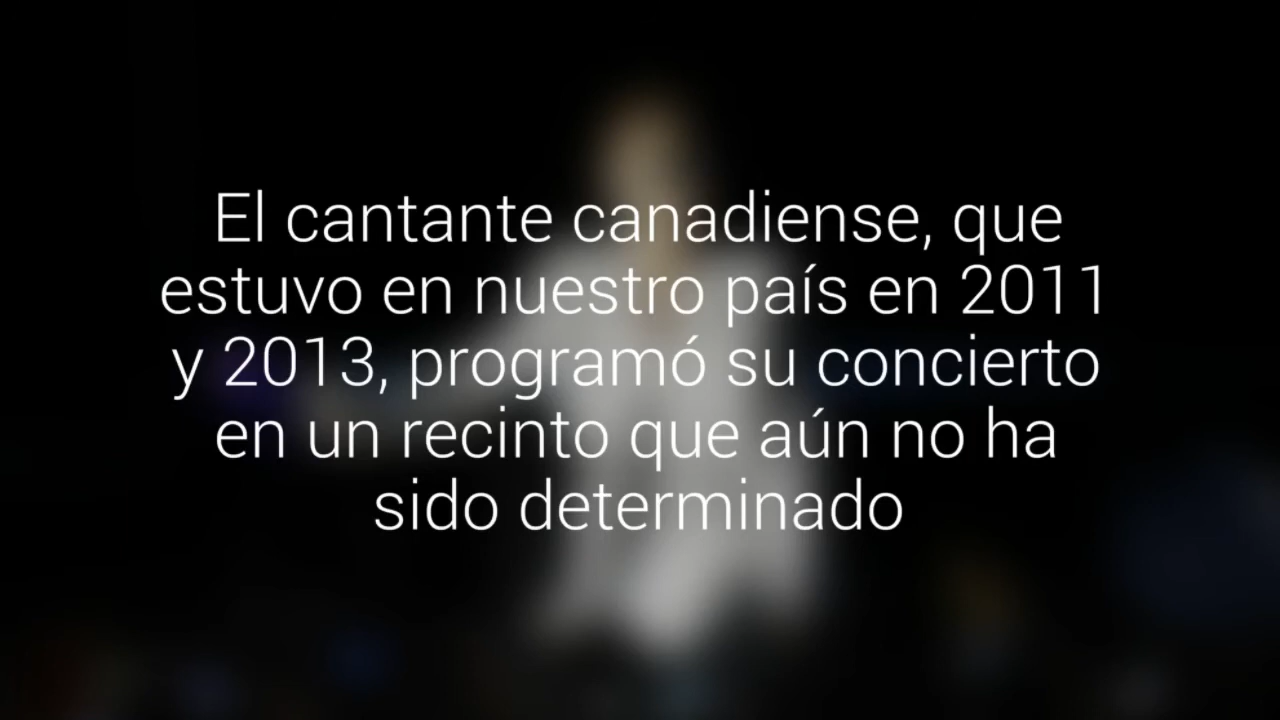 El cantante canadiense, que
estuvo en nuestro país en 2011
y 2013, programó su concierto
en un recinto que aún no ha
sido determinado